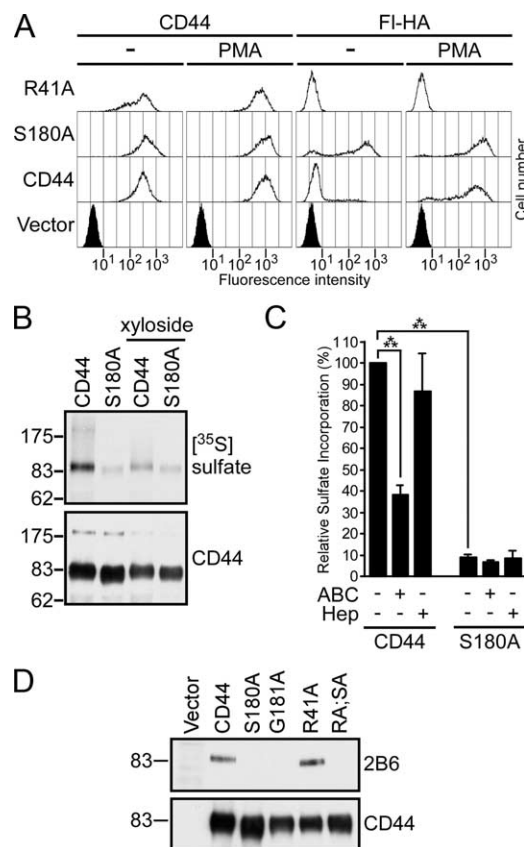 A
CD44 Fl-HA
- PMA - PMA
R41A
S180A
CD44
Vector
Cell number
10¹ 10² 10³ 10¹ 10² 10³ 10¹ 10² 10³ 10¹ 10² 10³
Fluorescence intensity
B
xyloside
CD44 S180A CD44 S180A
175
83
62
[³⁵S]
sulfate
175
83
62
CD44
C
Relative Sulfate Incorporation (%)
110
100
90
80
70
60
50
40
30
20
10
0
** **
ABC - + - - + -
Hep - - + - - +
CD44 S180A
D
Vector CD44 S180A G181A R41A RA;SA
83 2B6
83 CD44